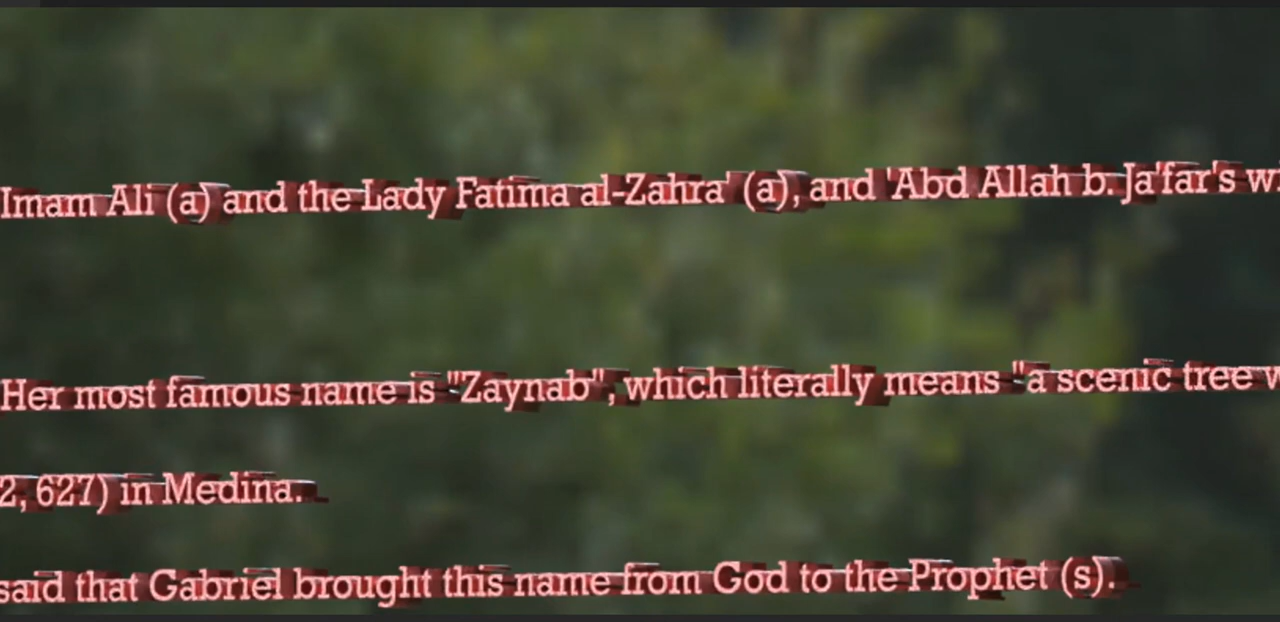 Imam Ali (a) and the Lady Fatima al-Zahra' (a), and 'Abd Allah b. Ja'far's
Her most famous name is "Zaynab", which literally means "a scenic tree
2, 627) in Medina.
said that Gabriel brought this name from God to the Prophet (s).